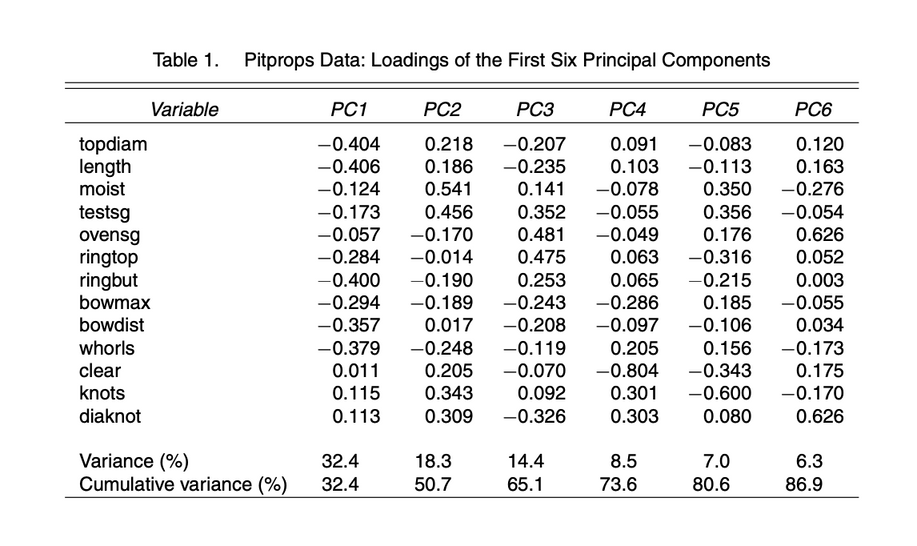 Table 1. Pitprops Data: Loadings of the First Six Principal Components
Variable PC1 PC2 PC3 PC4 PC5 PC6
topdiam −0.404 0.218 −0.207 0.091 −0.083 0.120
length −0.406 0.186 −0.235 0.103 −0.113 0.163
moist −0.124 0.541 0.141 −0.078 0.350 −0.276
testsg −0.173 0.456 0.352 −0.055 0.356 −0.054
ovensg −0.057 −0.170 0.481 −0.049 0.176 0.626
ringtop −0.284 −0.014 0.475 0.063 −0.316 0.052
ringbut −0.400 −0.190 0.253 0.065 −0.215 0.003
bowmax −0.294 −0.189 −0.243 −0.286 0.185 −0.055
bowdist −0.357 0.017 −0.208 −0.097 −0.106 0.034
whorls −0.379 −0.248 −0.119 0.205 0.156 −0.173
clear 0.011 0.205 −0.070 −0.804 −0.343 0.175
knots 0.115 0.343 0.092 0.301 −0.600 −0.170
diaknot 0.113 0.309 −0.326 0.303 0.080 0.626
Variance (%) 32.4 18.3 14.4 8.5 7.0 6.3
Cumulative variance (%) 32.4 50.7 65.1 73.6 80.6 86.9